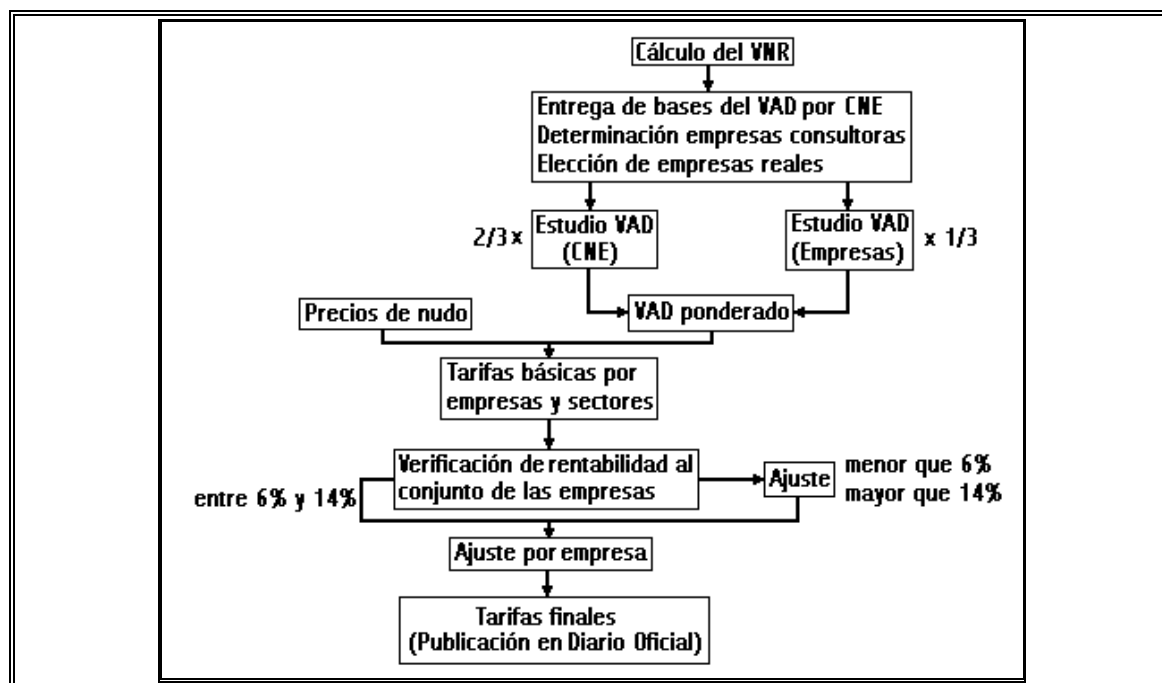 Cálculo del VNR
Entrega de bases del VAD por CNE
Determinación empresas consultoras
Elección de empresas reales
2/3 x
Estudio VAD
(CNE)
Estudio VAD
(Empresas)
x 1/3
Precios de nudo
VAD ponderado
Tarifas básicas por
empresas y sectores
entre 6% y 14%
Verificación de rentabilidad al
conjunto de las empresas
Ajuste
menor que 6%
mayor que 14%
Ajuste por empresa
Tarifas finales
(Publicación en Diario Oficial)